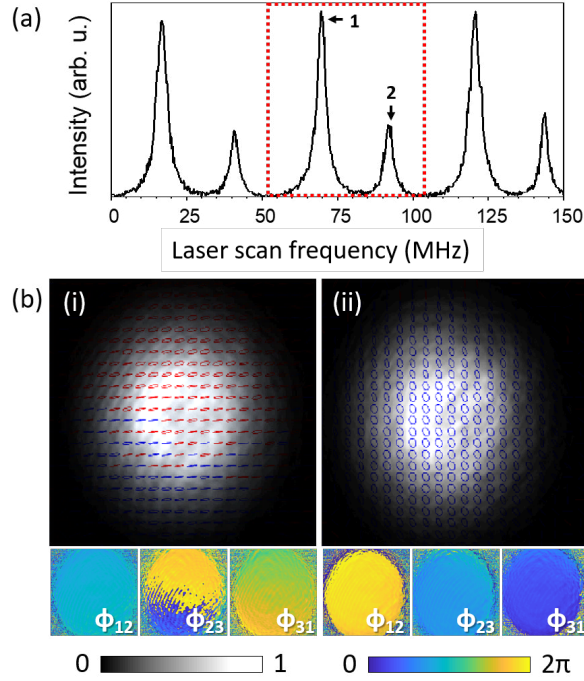 (a)
Intensity (arb. u.)
1
2
0 25 50 75 100 125 150
Laser scan frequency (MHz)
(b)
(i) (ii)
Φ12 Φ23 Φ31 Φ12 Φ23 Φ31
0 1 0 2π